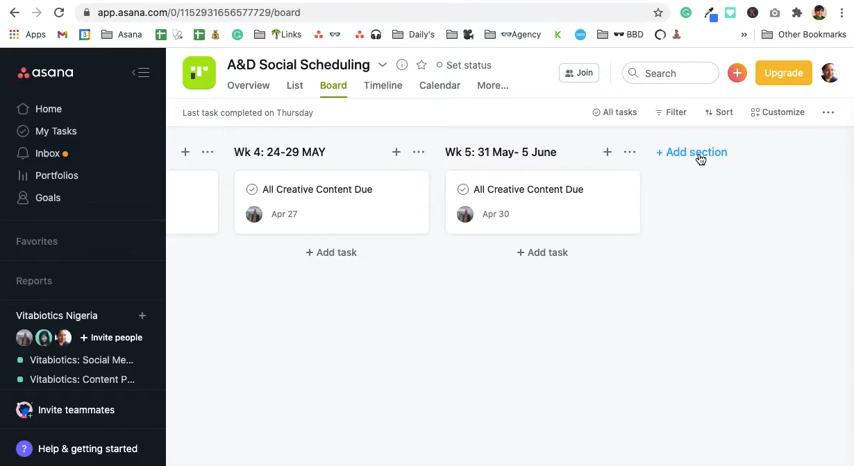 app.asana.com/0/1152931656577729/board
Apps
Asana
Links
Daily's
Agency
BBD
»
Other Bookmarks
asana
A&D Social Scheduling
Set status
Join
Search
Upgrade
Overview
List
Board
Timeline
Calendar
More...
Home
My Tasks
Inbox
Portfolios
Goals
Last task completed on Thursday
All tasks
Filter
Sort
Customize
Wk 4: 24-29 MAY
Wk 5: 31 May- 5 June
+ Add section
All Creative Content Due
Apr 27
All Creative Content Due
Apr 30
+ Add task
+ Add task
Favorites
Reports
Vitabiotics Nigeria
+ Invite people
Vitabiotics: Social Me...
Vitabiotics: Content P...
Invite teammates
? Help & getting started